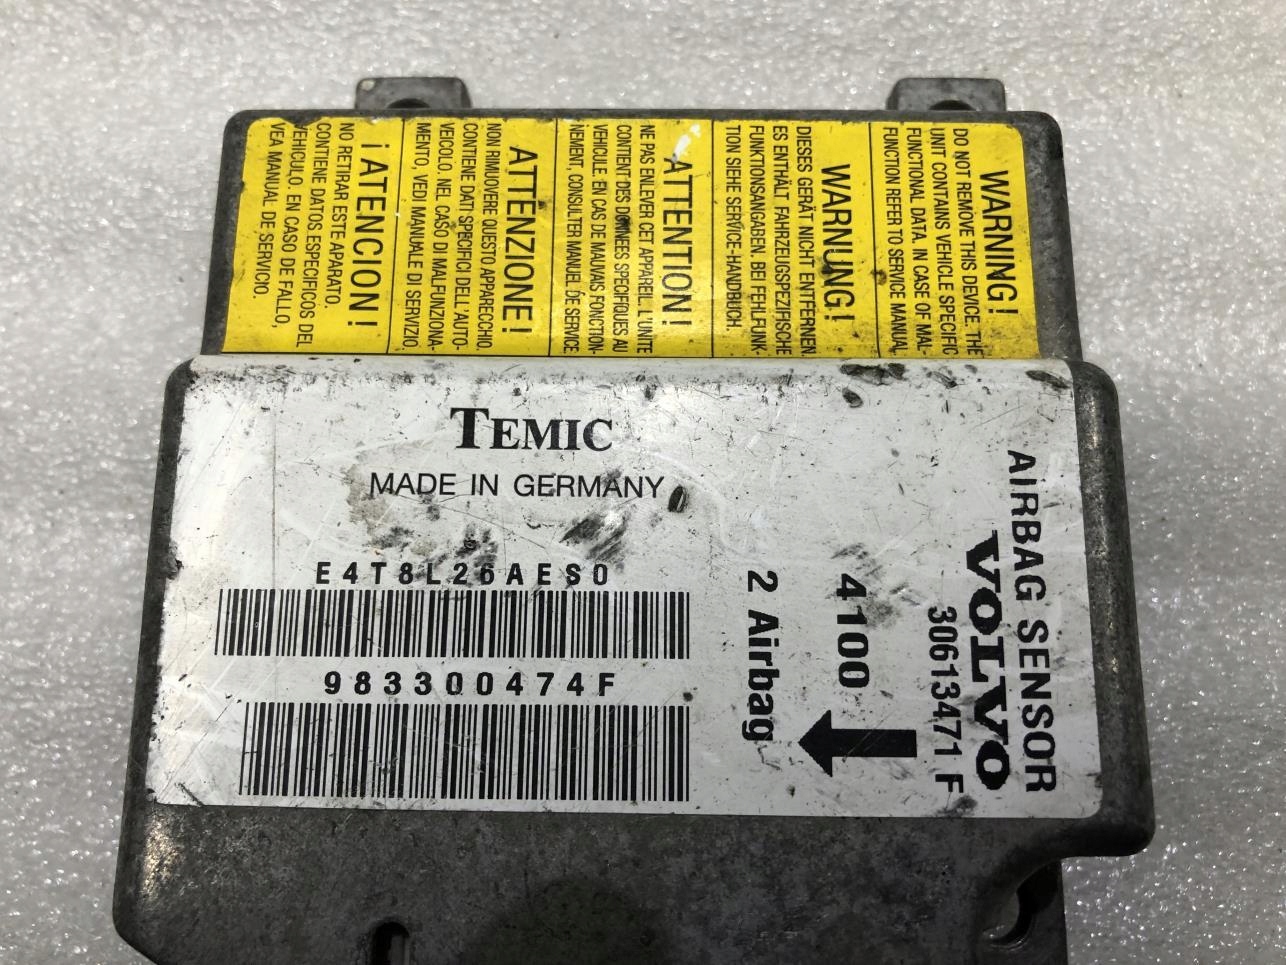 WARNING!
DO NOT REMOVE THIS DEVICE. THE
UNIT CONTAINS VEHICLE SPECIFIC
FUNCTIONAL DATA. IN CASE OF MAL-
FUNCTION REFER TO SERVICE MANUAL
WARNUNG!
DIESES GERÄT NICHT ENTFERNEN.
ES ENTHÄLT FAHRZEUGSPEZIFISCHE
FUNKTIONSANGABEN. BEI FEHLFUNK-
TION SIEHE SERVICE-HANDBUCH.
ATTENTION!
NE PAS ENLEVER CET APPAREIL. L'UNITE
CONTIENT DES DONNEES SPECIFIQUES AU
VEHICULE EN CAS DE MAUVAIS FONCTION-
NEMENT, CONSULTER MANUEL DE SERVICE
ATTENZIONE!
NON RIMUOVERE QUESTO APPARECCHIO.
CONTIENE DATI SPECIFICI DELL'AUTO-
VEICOLO. NEL CASO DI MALFUNZIONA-
MENTO, VEDI MANUALE DI SERVIZIO.
¡ATENCION!
NO RETIRAR ESTE APARATO.
CONTIENE DATOS ESPECIFICOS DEL
VEHICULO. EN CASO DE FALLO,
VEA MANUAL DE SERVICIO.
TEMIC
MADE IN GERMANY
E4T8L26AES0
983300474F
AIRBAG SENSOR
VOLVO
30613471 F
4100
2 Airbag